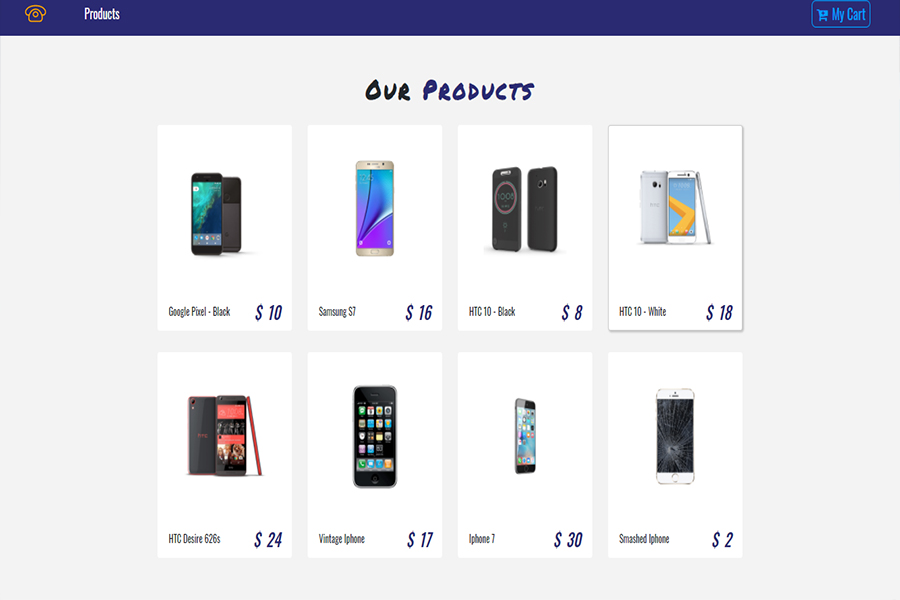 Products
My Cart
Our Products
Google Pixel - Black $ 10
Samsung S7 $ 16
HTC 10 - Black $ 8
HTC 10 - White $ 18
HTC Desire 626s $ 24
Vintage Iphone $ 17
Iphone 7 $ 30
Smashed Iphone $ 2